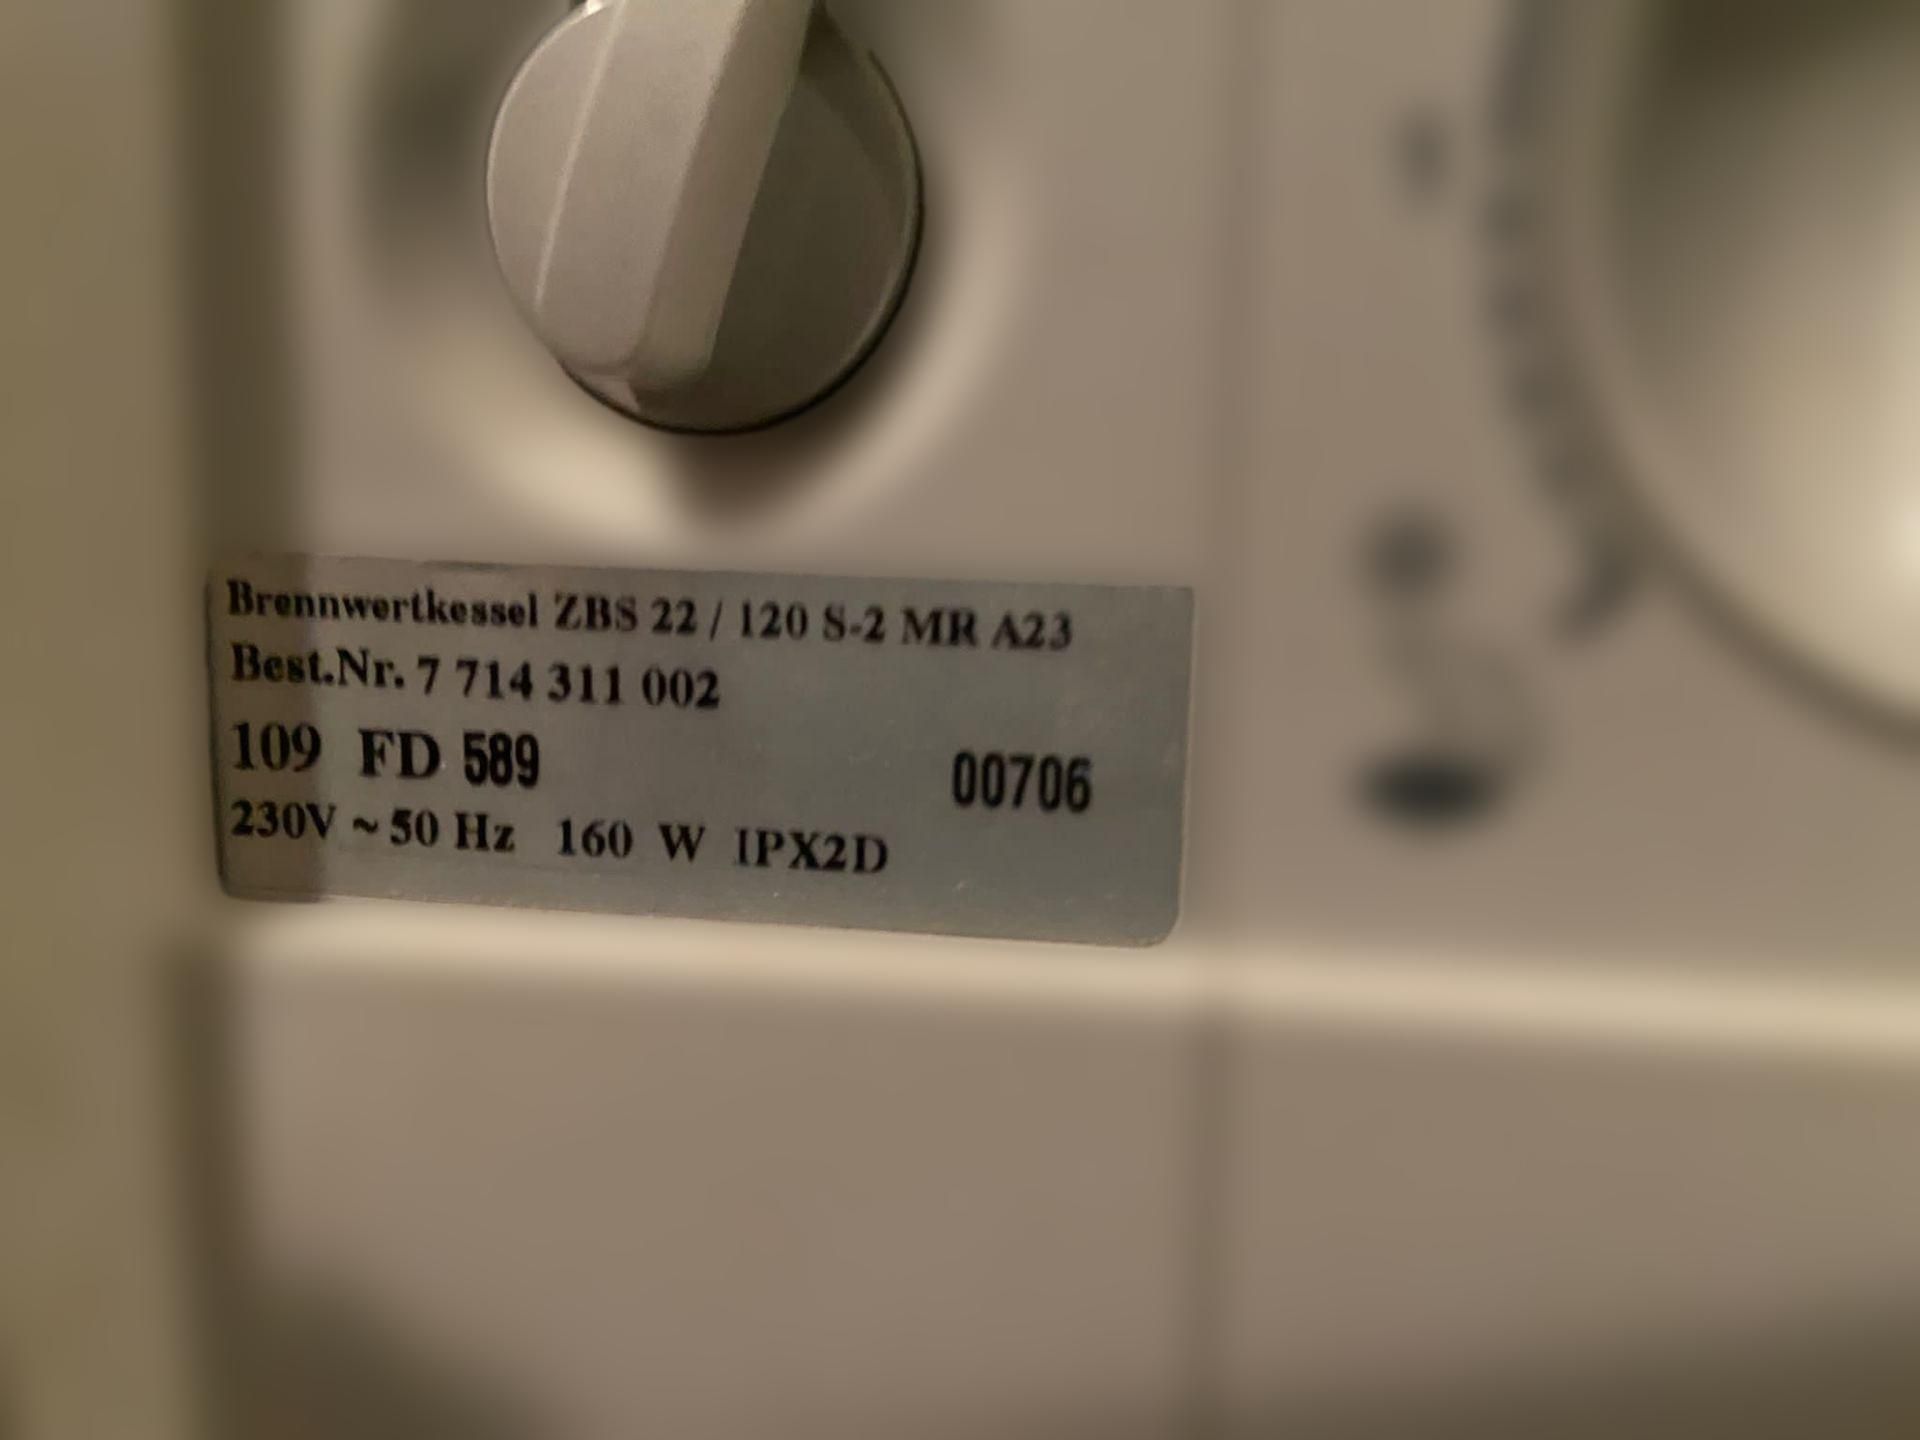 Brennwertkessel ZBS 22 / 120 S-2 MR A23
Best.Nr. 7 714 311 002
109 FD 589 00706
230V ~ 50 Hz 160 W IPX2D